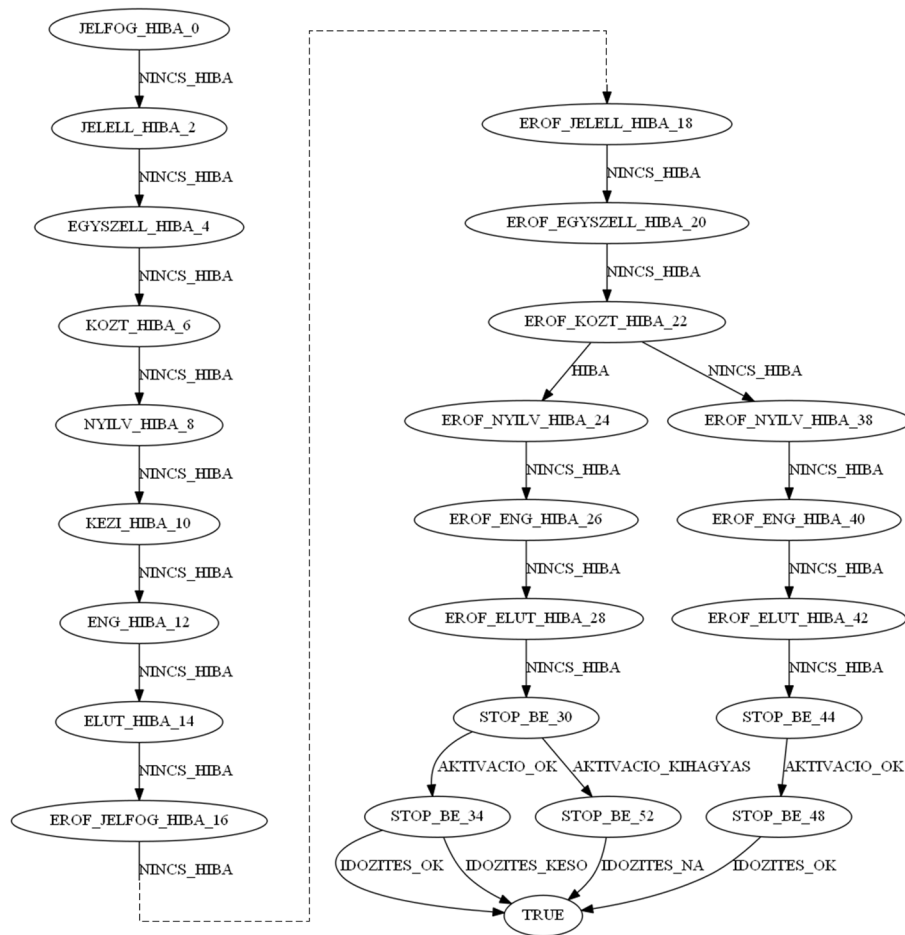 JELFOG_HIBA_0
NINCS_HIBA
JELELL_HIBA_2
NINCS_HIBA
EGYSZELL_HIBA_4
NINCS_HIBA
KOZT_HIBA_6
NINCS_HIBA
NYILV_HIBA_8
NINCS_HIBA
KEZI_HIBA_10
NINCS_HIBA
ENG_HIBA_12
NINCS_HIBA
ELUT_HIBA_14
NINCS_HIBA
EROF_JELFOG_HIBA_16
NINCS_HIBA
EROF_JELELL_HIBA_18
NINCS_HIBA
EROF_EGYSZELL_HIBA_20
NINCS_HIBA
EROF_KOZT_HIBA_22
HIBA NINCS_HIBA
EROF_NYILV_HIBA_24 EROF_NYILV_HIBA_38
NINCS_HIBA NINCS_HIBA
EROF_ENG_HIBA_26 EROF_ENG_HIBA_40
NINCS_HIBA NINCS_HIBA
EROF_ELUT_HIBA_28 EROF_ELUT_HIBA_42
NINCS_HIBA NINCS_HIBA
STOP_BE_30 STOP_BE_44
AKTIVACIO_OK AKTIVACIO_KIHAGYAS AKTIVACIO_OK
STOP_BE_34 STOP_BE_52 STOP_BE_48
IDOZITES_OK IDOZITES_KESO IDOZITES_NA IDOZITES_OK
TRUE